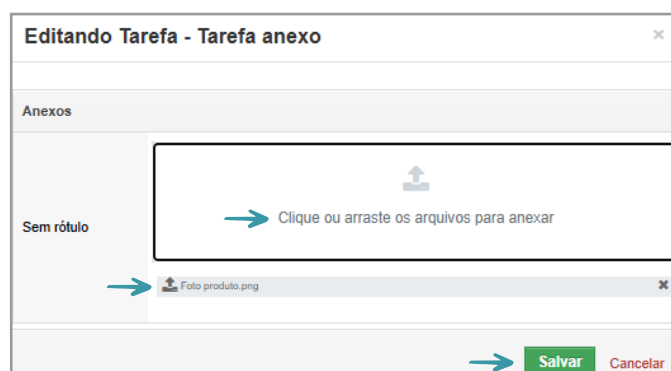 Editando Tarefa - Tarefa anexo
Anexos
Clique ou arraste os arquivos para anexar
Sem rótulo
Foto produto.png
Salvar Cancelar